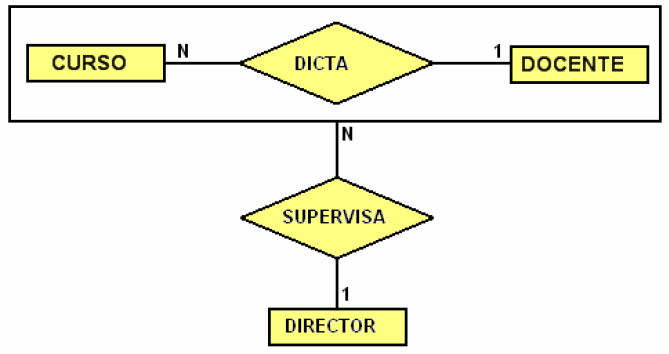 CURSO N DICTA 1 DOCENTE
N
SUPERVISA
1
DIRECTOR